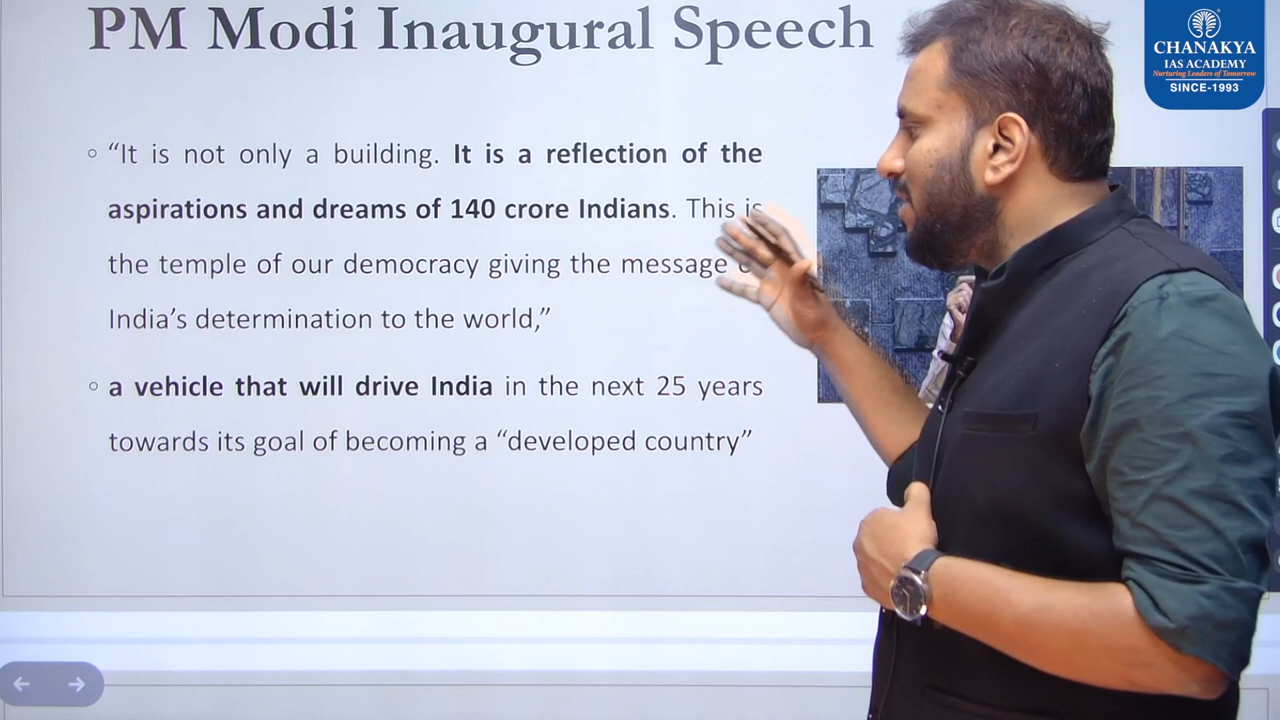 PM Modi Inaugural Speech
CHANAKYA
IAS ACADEMY
Nurturing Leaders of Tomorrow
SINCE-1993
“It is not only a building. It is a reflection of the
aspirations and dreams of 140 crore Indians. This is
the temple of our democracy giving the message
India’s determination to the world,”
a vehicle that will drive India in the next 25 years
towards its goal of becoming a “developed country”